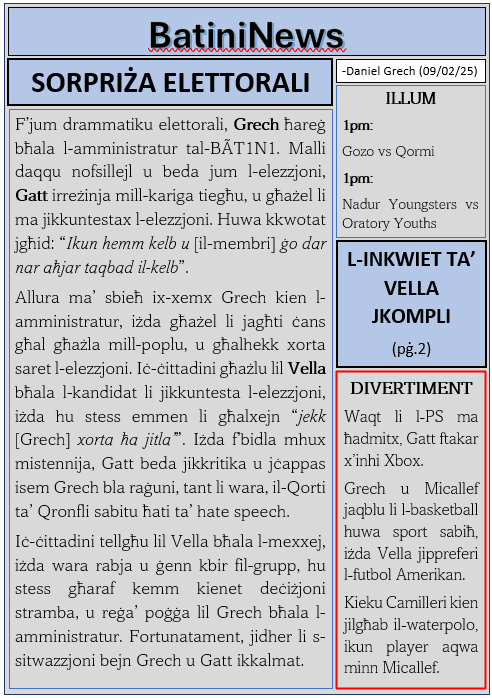 BatiniNews
SORPRIŻA ELETTORALI
F’jum drammatiku elettorali, Grech ħareġ
bħala l-amministratur tal-BÃT1N1. Malli
daqqu nofsillejl u beda jum l-elezzjoni,
Gatt irreżinja mill-kariga tiegħu, u għażel li
ma jikkuntestax l-elezzjoni. Huwa kkwotat
jgħid: “Ikun hemm kelb u [il-membri] ġo dar
nar aħjar taqbad il-kelb”.
Allura ma’ sbieħ ix-xemx Grech kien l-
amministratur, iżda għażel li jagħti ċans
għal għażla mill-poplu, u għalhekk xorta
saret l-elezzjoni. Iċ-ċittadini għażlu lil Vella
bħala l-kandidat li jikkuntesta l-elezzjoni,
iżda hu stess emmen li għalxejn “jekk
[Grech] xorta ħa jitla’”. Iżda f’bidla mhux
mistennija, Gatt beda jikkritika u jċappas
isem Grech bla raġuni, tant li wara, il-Qorti
ta’ Qronfli sabitu ħati ta’ hate speech.
Iċ-ċittadini tellgħu lil Vella bħala l-mexxej,
iżda wara rabja u ġenn kbir fil-grupp, hu
stess għaraf kemm kienet deċiżjoni
stramba, u reġa’ poġġa lil Grech bħala l-
amministratur. Fortunatament, jidher li s-
sitwazzjoni bejn Grech u Gatt ikkalmat.
-Daniel Grech (09/02/25)
ILLUM
1pm:
Gozo vs Qormi
1pm:
Nadur Youngsters vs
Oratory Youths
L-INKWIET TA’
VELLA
JKOMPLI
(pġ.2)
DIVERTIMENT
Waqt li l-PS ma
ħadmitx, Gatt ftakar
x’inhi Xbox.
Grech u Micallef
jaqblu li l-basketball
huwa sport sabiħ,
iżda Vella jippreferi
l-futbol Amerikan.
Kieku Camilleri kien
jilgħab il-waterpolo,
ikun player aqwa
minn Micallef.